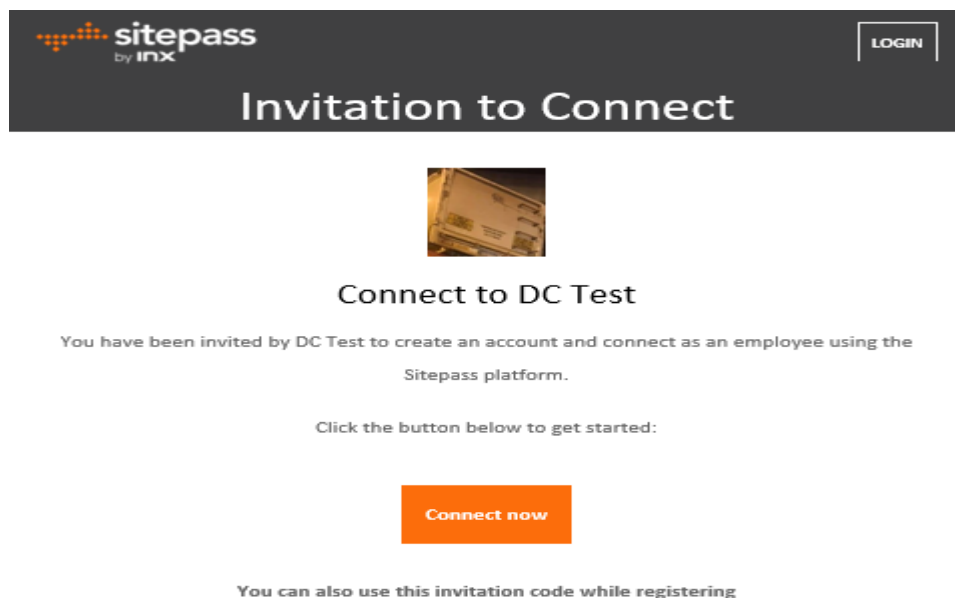 sitepass
by INX
LOGIN
Invitation to Connect
Connect to DC Test
You have been invited by DC Test to create an account and connect as an employee using the
Sitepass platform.
Click the button below to get started:
Connect now
You can also use this invitation code while registering